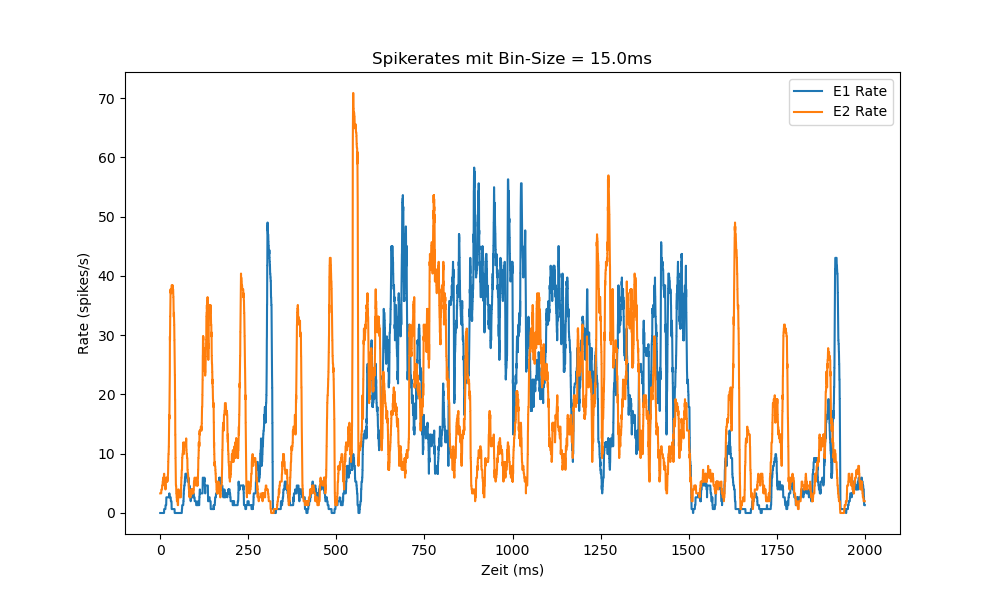 Spikerates mit Bin-Size = 15.0ms
E1 Rate
E2 Rate
70
60
50
40
30
20
10
0
Rate (spikes/s)
0 250 500 750 1000 1250 1500 1750 2000
Zeit (ms)